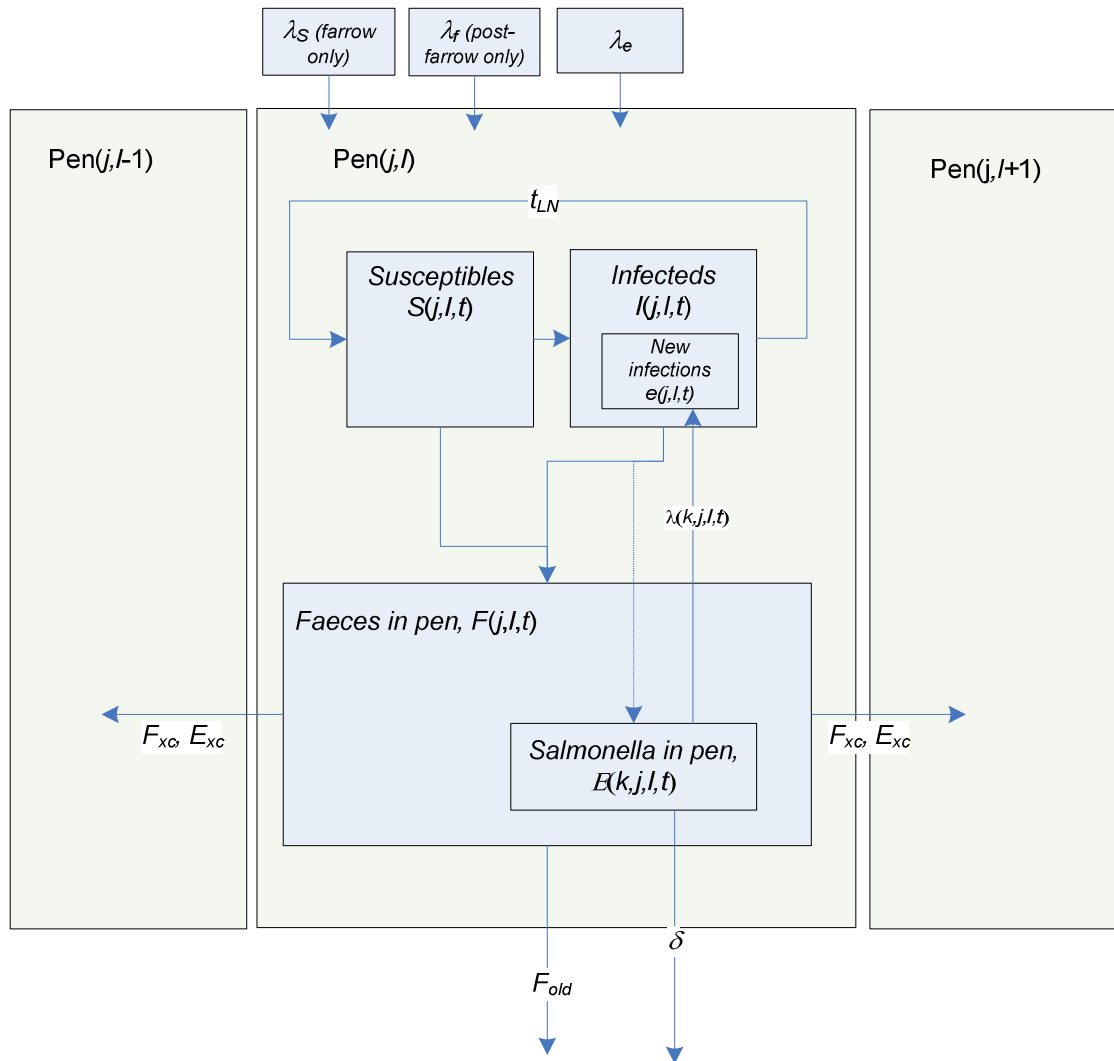 λS (farrow
only)
λf (post-
farrow only)
λe
Pen(j,l-1)
Pen(j,l)
Pen(j,l+1)
tLN
Susceptibles
S(j,l,t)
Infecteds
I(j,l,t)
New
infections
e(j,l,t)
λ(k,j,l,t)
Faeces in pen, F(j,l,t)
Fxc, Exc
Fxc, Exc
Salmonella in pen,
E(k,j,l,t)
δ
Fold